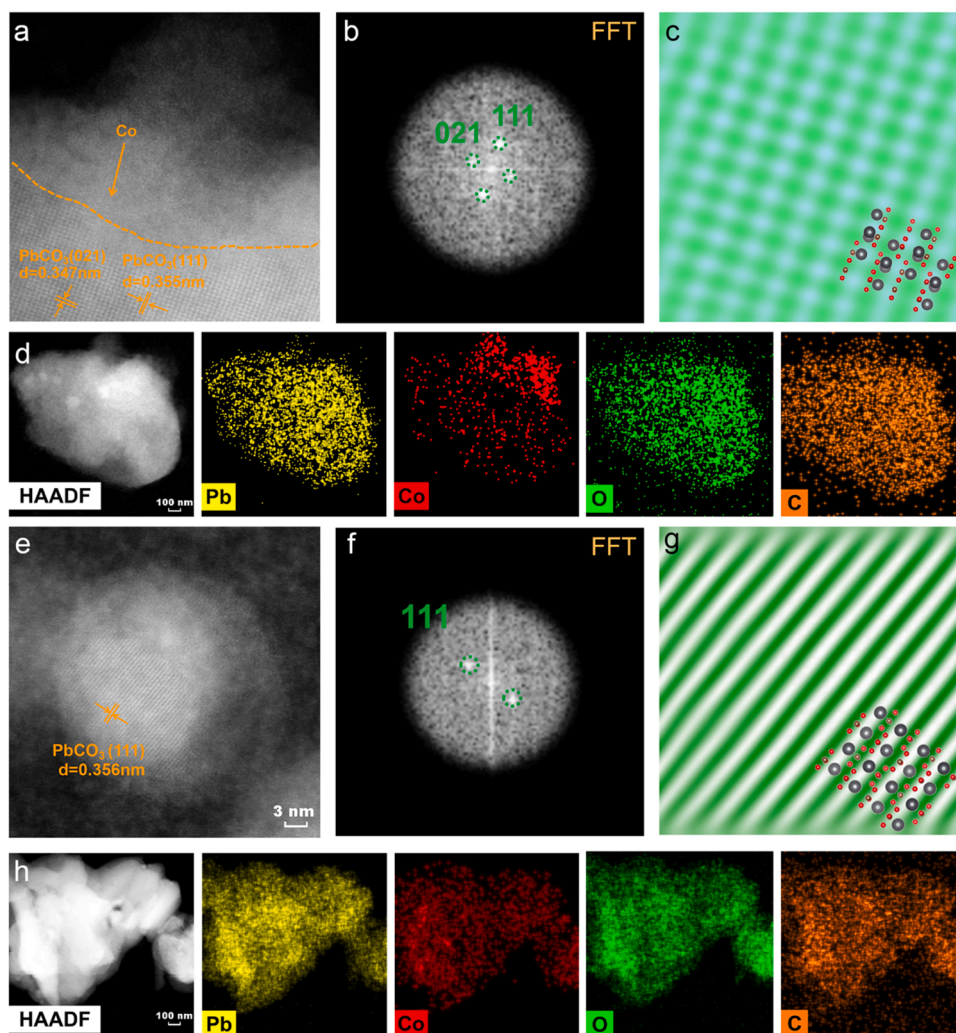 a
Co
PbCO3(021)
d=0.347nm
PbCO3(111)
d=0.355nm
b
FFT
021
111
c
d
HAADF
100 nm
Pb
Co
O
C
e
PbCO3 (111)
d=0.356nm
3 nm
f
FFT
111
g
h
HAADF
100 nm
Pb
Co
O
C